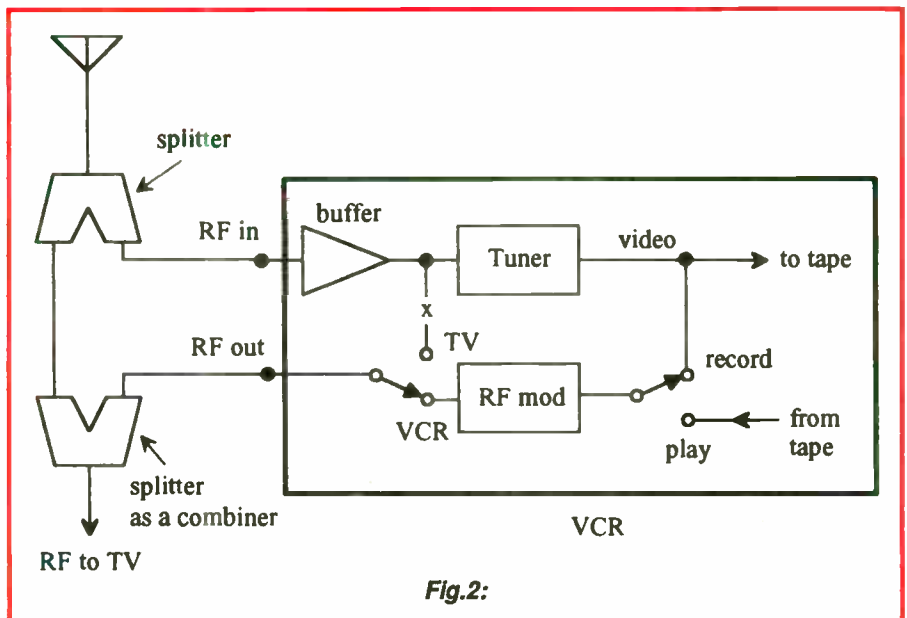 splitter
buffer
RF in
Tuner
video
to tape
x
TV
RF out
record
RF mod
VCR
from
tape
play
splitter
as a combiner
VCR
RF to TV
Fig.2: